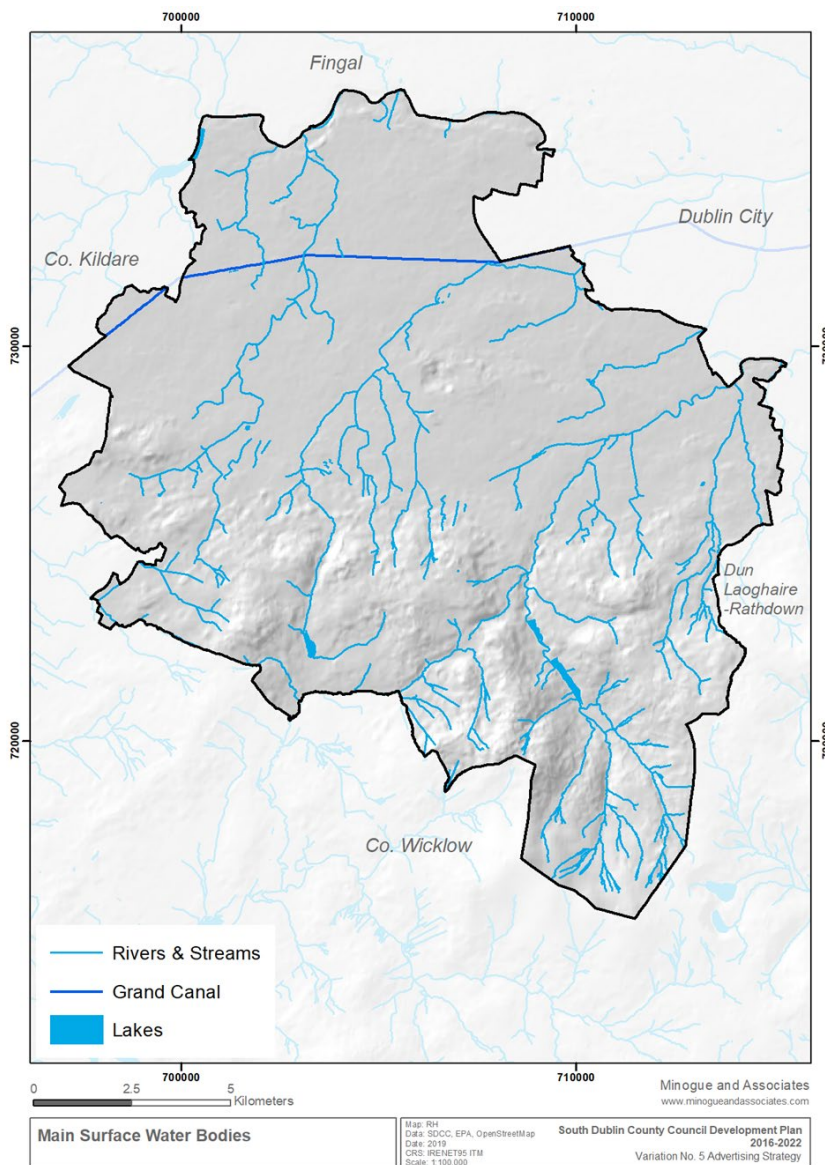 700000
710000
Fingal
Dublin City
Co. Kildare
730000
730000
Dun
Laoghaire
-Rathdown
720000
720000
Co. Wicklow
Rivers & Streams
Grand Canal
Lakes
700000
710000
0
2.5
5
Kilometers
Minogue and Associates
www.minogueandassociates.com
Main Surface Water Bodies
Map: RH
Data: SDCC, EPA, OpenStreetMap
Date: 2019
CRS: IRENET95 ITM
Scale: 1:100,000
South Dublin County Council Development Plan
2016-2022
Variation No. 5 Advertising Strategy